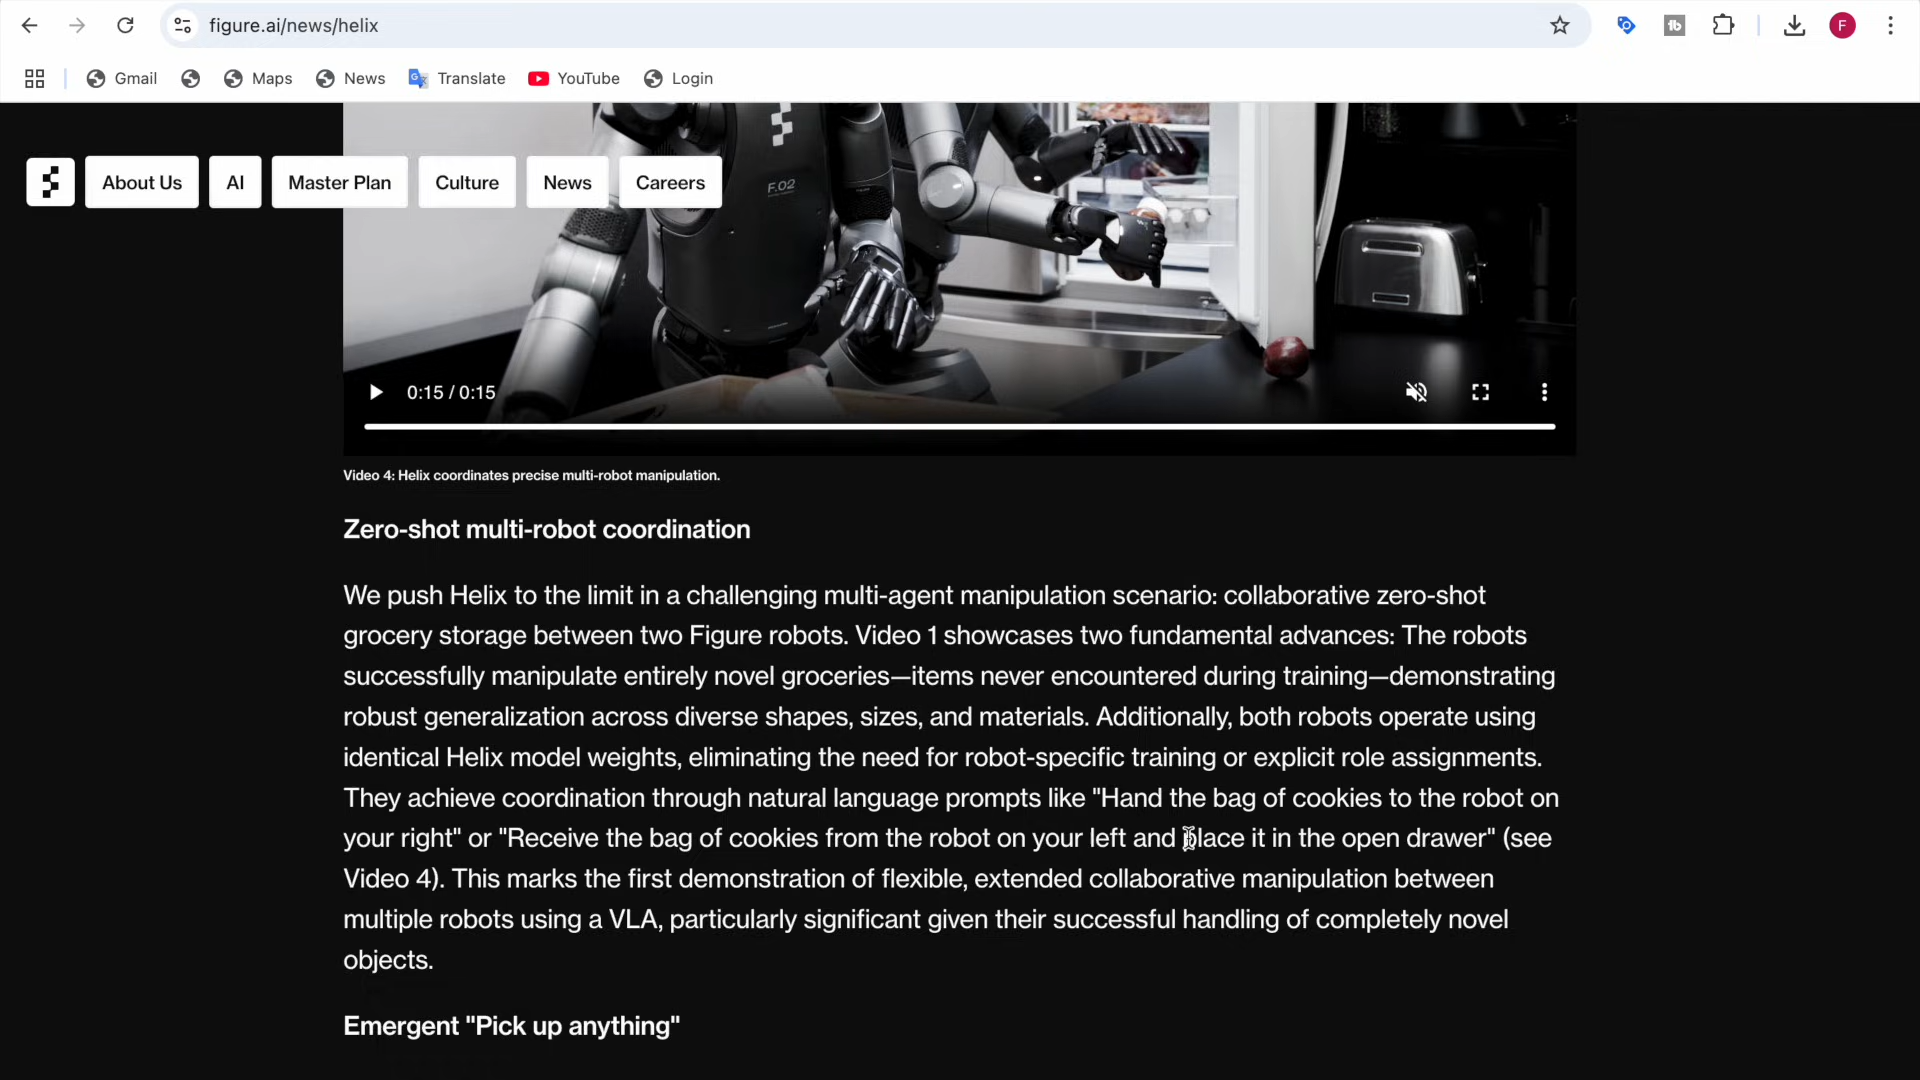 figure.ai/news/helix
F
Gmail
Maps
News
Translate
YouTube
Login
About Us
AI
Master Plan
Culture
News
Careers
F.02
0:15 / 0:15
Video 4: Helix coordinates precise multi-robot manipulation.
Zero-shot multi-robot coordination
We push Helix to the limit in a challenging multi-agent manipulation scenario: collaborative zero-shot
grocery storage between two Figure robots. Video 1 showcases two fundamental advances: The robots
successfully manipulate entirely novel groceries—items never encountered during training—demonstrating
robust generalization across diverse shapes, sizes, and materials. Additionally, both robots operate using
identical Helix model weights, eliminating the need for robot-specific training or explicit role assignments.
They achieve coordination through natural language prompts like "Hand the bag of cookies to the robot on
your right" or "Receive the bag of cookies from the robot on your left and place it in the open drawer" (see
Video 4). This marks the first demonstration of flexible, extended collaborative manipulation between
multiple robots using a VLA, particularly significant given their successful handling of completely novel
objects.
Emergent "Pick up anything"